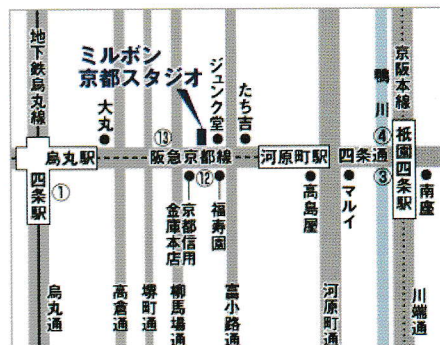 地下鉄烏丸線
ミルボン
京都スタジオ
ジュンク堂
たち吉
鴨川
京阪本線
大丸
⑬
④
烏丸駅
阪急京都線
河原町駅
四条通
祇園四条駅
四条駅
①
⑫
③
京都信用
金庫本店
福寿園
高島屋
マルイ
南座
烏丸通
高倉通
堺町通
柳馬場通
富小路通
河原町通
川端通